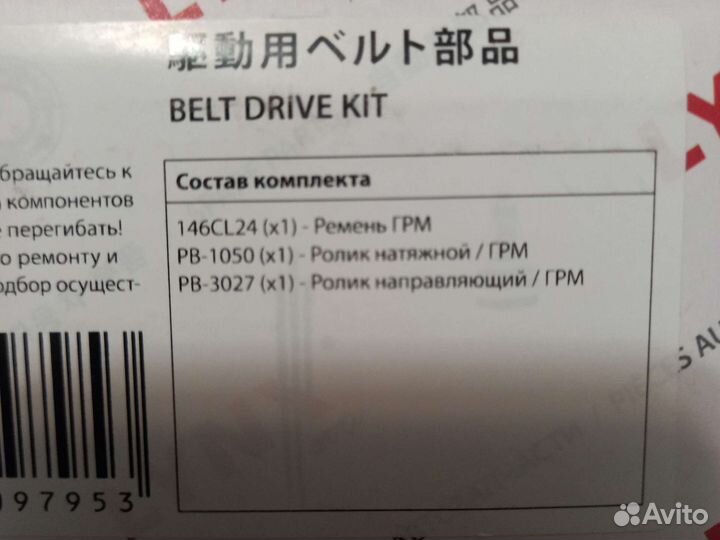 駆動用ベルト部品
BELT DRIVE KIT
бращайтесь к
компонентов
перегибать!
о ремонту и
одбор осущест-
Состав комплекта
146CL24 (x1) - Ремень ГРМ
PB-1050 (x1) - Ролик натяжной / ГРМ
PB-3027 (x1) - Ролик направляющий / ГРМ
97953
Avito